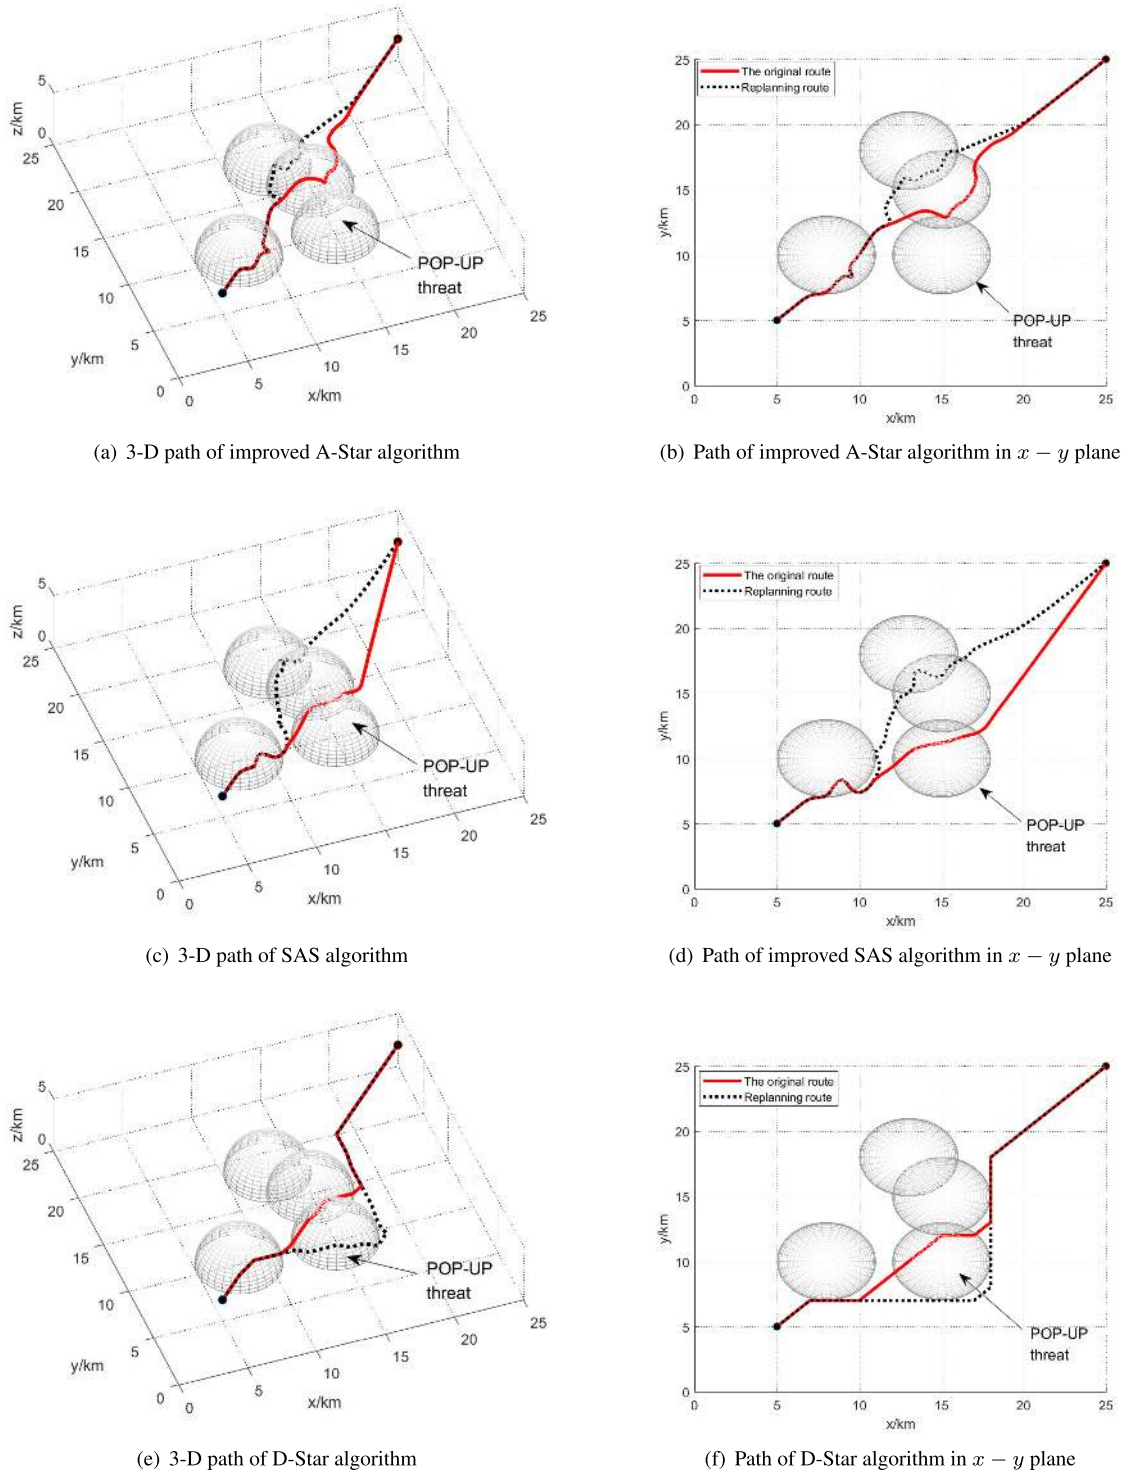 5
z/km
0
25
20
15
10
y/km
5
0
0
5
x/km
10
15
20
25
POP-UP
threat
(a) 3-D path of improved A-Star algorithm
25
The original route
Replanning route
20
15
y/km
10
5
0
0
5
10
15
20
25
x/km
POP-UP
threat
(b) Path of improved A-Star algorithm in x − y plane
5
z/km
0
25
20
15
10
y/km
5
0
0
5
x/km
10
15
20
25
POP-UP
threat
(c) 3-D path of SAS algorithm
25
The original route
Replanning route
20
15
y/km
10
5
0
0
5
10
15
20
25
x/km
POP-UP
threat
(d) Path of improved SAS algorithm in x − y plane
5
z/km
0
25
20
15
10
y/km
5
0
0
5
x/km
10
15
20
25
POP-UP
threat
(e) 3-D path of D-Star algorithm
25
The original route
Replanning route
20
15
y/km
10
5
0
0
5
10
15
20
25
x/km
POP-UP
threat
(f) Path of D-Star algorithm in x − y plane